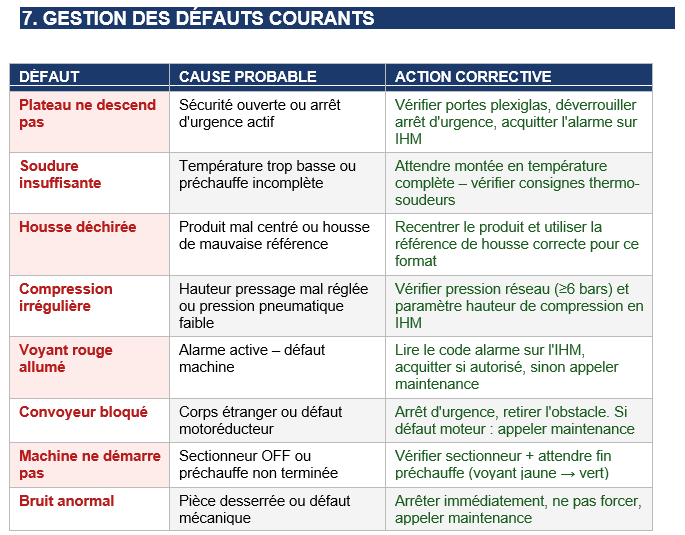 7. GESTION DES DÉFAUTS COURANTS
DÉFAUT CAUSE PROBABLE ACTION CORRECTIVE
Plateau ne descend
pas
Sécurité ouverte ou arrêt
d'urgence actif
Vérifier portes plexiglas, déverrouiller
arrêt d'urgence, acquitter l'alarme sur
IHM
Soudure
insuffisante
Température trop basse ou
préchauffe incomplète
Attendre montée en température
complète – vérifier consignes thermo-
soudeurs
Housse déchirée
Produit mal centré ou housse
de mauvaise référence
Recentrer le produit et utiliser la
référence de housse correcte pour ce
format
Compression
irrégulière
Hauteur pressage mal réglée
ou pression pneumatique
faible
Vérifier pression réseau (≥6 bars) et
paramètre hauteur de compression en
IHM
Voyant rouge
allumé
Alarme active – défaut
machine
Lire le code alarme sur l'IHM,
acquitter si autorisé, sinon appeler
maintenance
Convoyeur bloqué
Corps étranger ou défaut
motoréducteur
Arrêt d'urgence, retirer l'obstacle. Si
défaut moteur : appeler maintenance
Machine ne démarre
pas
Sectionneur OFF ou
préchauffe non terminée
Vérifier sectionneur + attendre fin
préchauffe (voyant jaune → vert)
Bruit anormal
Pièce desserrée ou défaut
mécanique
Arrêter immédiatement, ne pas forcer,
appeler maintenance